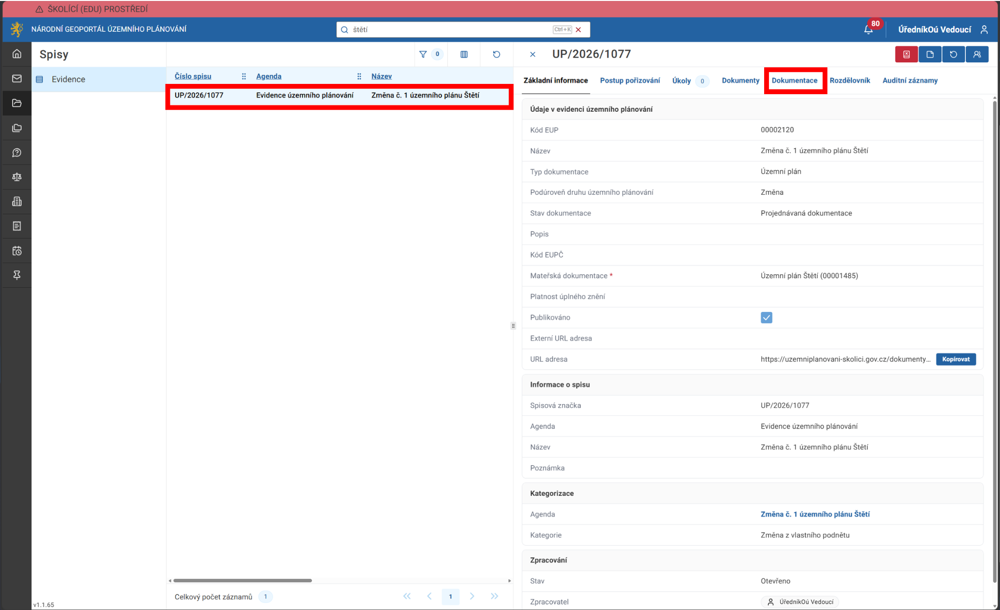 ŠKOLÍCÍ (EDU) PROSTŘEDÍ
NÁRODNÍ GEOPORTÁL ÚZEMNÍHO PLÁNOVÁNÍ
štětí
Ctrl+K
80
ÚředníkOú Vedoucí
Spisy
0
UP/2026/1077
Evidence
Číslo spisu Agenda Název
UP/2026/1077 Evidence územního plánování Změna č. 1 územního plánu Štětí
Základní informace Postup pořizování Úkoly 0 Dokumenty Dokumentace Rozdělovník Auditní záznamy
Údaje v evidenci územního plánování
Kód EUP 00002120
Název Změna č. 1 územního plánu Štětí
Typ dokumentace Územní plán
Podúroveň druhu územního plánování Změna
Stav dokumentace Projednávaná dokumentace
Popis
Kód EUPČ
Mateřská dokumentace * Územní plán Štětí (00001485)
Platnost úplného znění
Publikováno
Externí URL adresa
URL adresa https://uzemniplanovani-skolici.gov.cz/dokumenty... Kopírovat
Informace o spisu
Spisová značka UP/2026/1077
Agenda Evidence územního plánování
Název Změna č. 1 územního plánu Štětí
Poznámka
Kategorizace
Agenda Změna č. 1 územního plánu Štětí
Kategorie Změna z vlastního podnětu
Zpracování
Stav Otevřeno
Zpracovatel ÚředníkOú Vedoucí
Celkový počet záznamů 1
1
v1.1.65